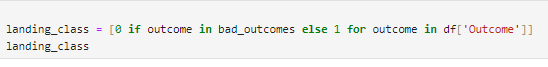 landing_class = [0 if outcome in bad_outcomes else 1 for outcome in df['Outcome']]
landing_class